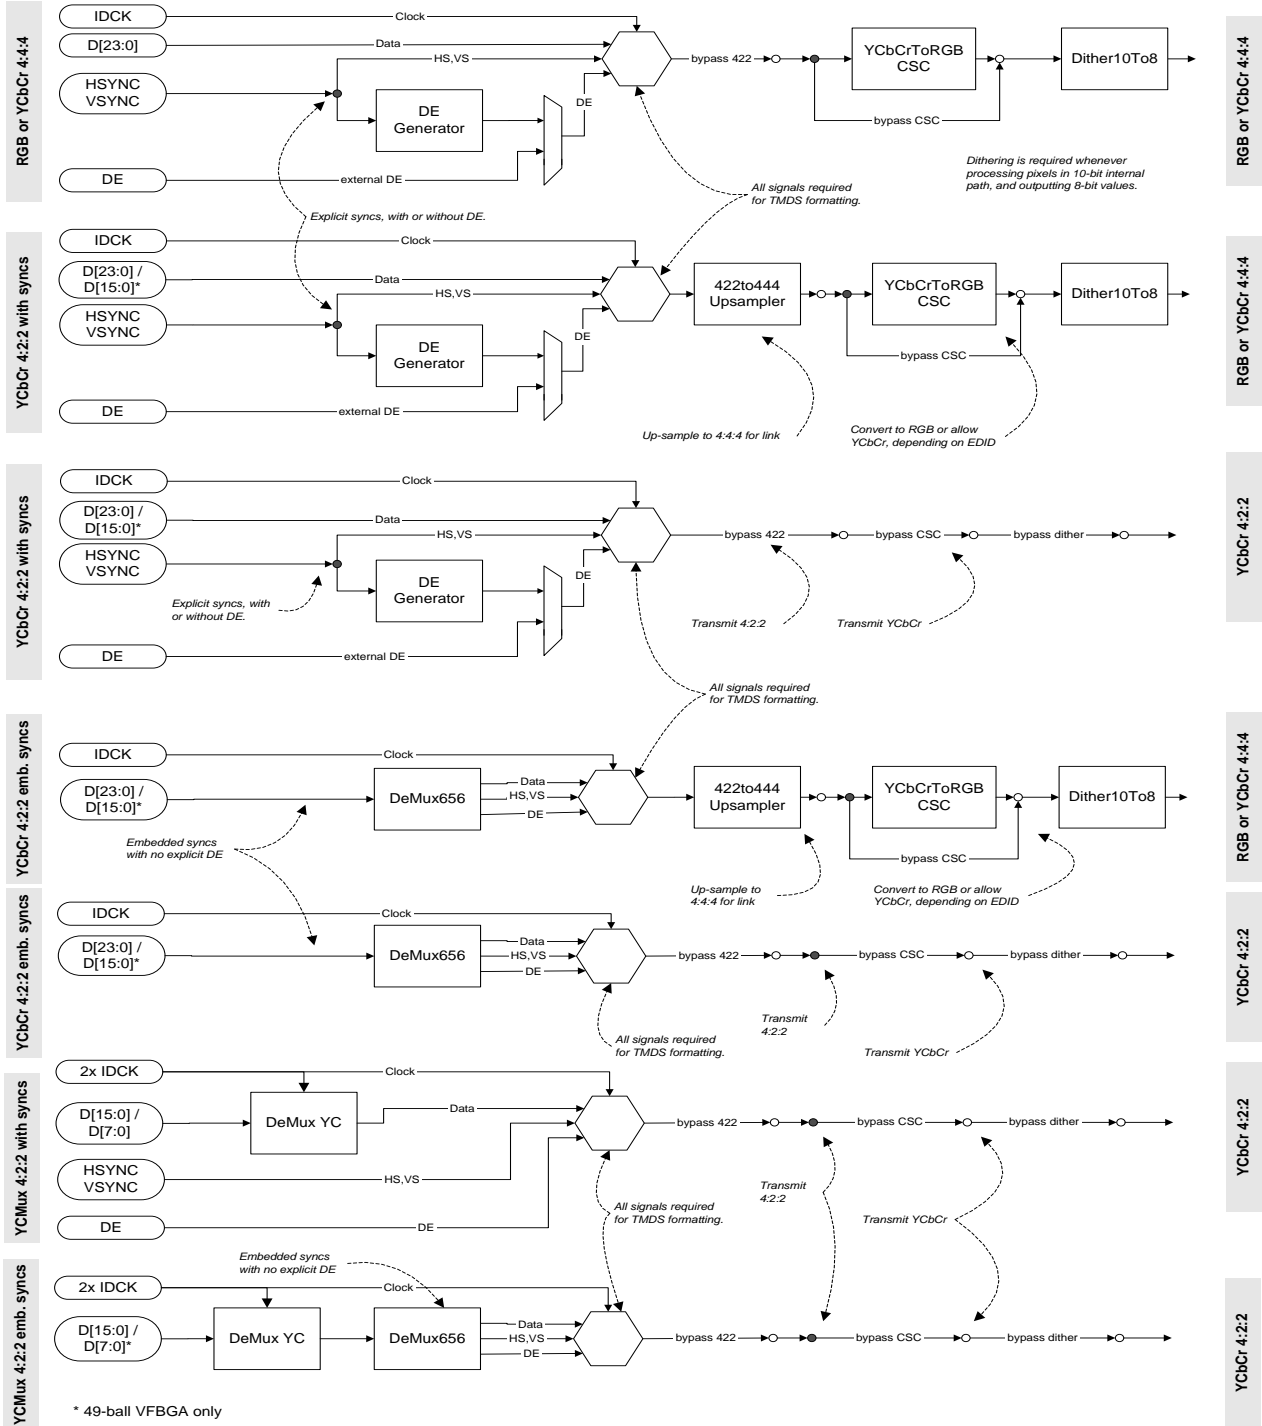 RGB or YCbCr 4:4:4
IDCK
Clock
D[23:0]
Data
HS,VS
HSYNC
VSYNC
DE
Generator
DE
DE
external DE
bypass 422
YCbCrToRGB
CSC
bypass CSC
Dither10To8
RGB or YCbCr 4:4:4
Dithering is required whenever
processing pixels in 10-bit internal
path, and outputting 8-bit values.
All signals required
for TMDS formatting.
Explicit syncs, with or without DE.
YCbCr 4:2:2 with syncs
IDCK
Clock
D[23:0] /
D[15:0]*
Data
HS,VS
HSYNC
VSYNC
DE
Generator
DE
DE
external DE
422to444
Upsampler
YCbCrToRGB
CSC
bypass CSC
Dither10To8
RGB or YCbCr 4:4:4
Up-sample to 4:4:4 for link
Convert to RGB or allow
YCbCr, depending on EDID
YCbCr 4:2:2 with syncs
IDCK
Clock
D[23:0] /
D[15:0]*
Data
HS,VS
HSYNC
VSYNC
DE
Generator
DE
Explicit syncs, with
or without DE.
DE
external DE
bypass 422
bypass CSC
bypass dither
YCbCr 4:2:2
Transmit 4:2:2
Transmit YCbCr
All signals required
for TMDS formatting.
YCbCr 4:2:2 emb. syncs
IDCK
Clock
D[23:0] /
D[15:0]*
DeMux656
Data
HS,VS
DE
422to444
Upsampler
YCbCrToRGB
CSC
bypass CSC
Dither10To8
RGB or YCbCr 4:4:4
Embedded syncs
with no explicit DE
Up-sample to
4:4:4 for link
Convert to RGB or allow
YCbCr, depending on EDID
YCbCr 4:2:2 emb. syncs
IDCK
Clock
D[23:0] /
D[15:0]*
DeMux656
Data
HS,VS
DE
bypass 422
bypass CSC
bypass dither
YCbCr 4:2:2
Transmit
4:2:2
Transmit YCbCr
All signals required
for TMDS formatting.
YCMux 4:2:2 with syncs
2x IDCK
Clock
D[15:0] /
D[7:0]
DeMux YC
Data
HSYNC
VSYNC
HS,VS
DE
DE
bypass 422
bypass CSC
bypass dither
YCbCr 4:2:2
Transmit
4:2:2
Transmit YCbCr
All signals required
for TMDS formatting.
YCMux 4:2:2 emb. syncs
Embedded syncs
with no explicit DE
2x IDCK
Clock
D[15:0] /
D[7:0]*
DeMux YC
DeMux656
Data
HS,VS
DE
bypass 422
bypass CSC
bypass dither
YCbCr 4:2:2
* 49-ball VFBGA only